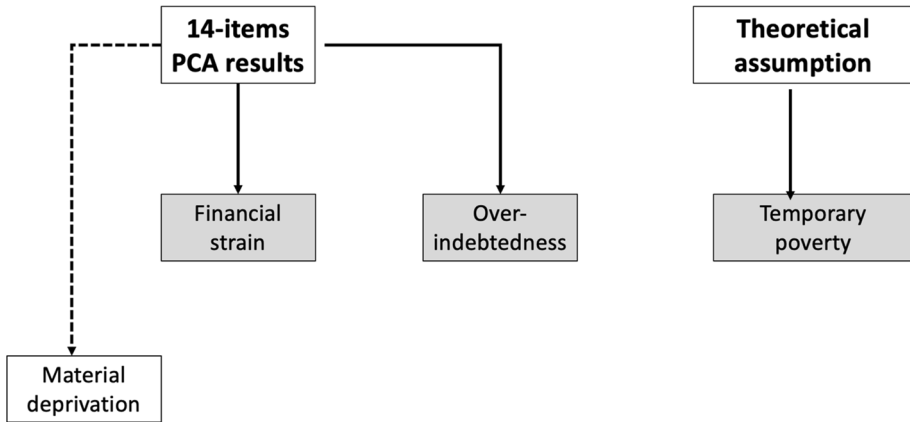 14-items
PCA results
Theoretical
assumption
Financial
strain
Over-
indebtedness
Temporary
poverty
Material
deprivation